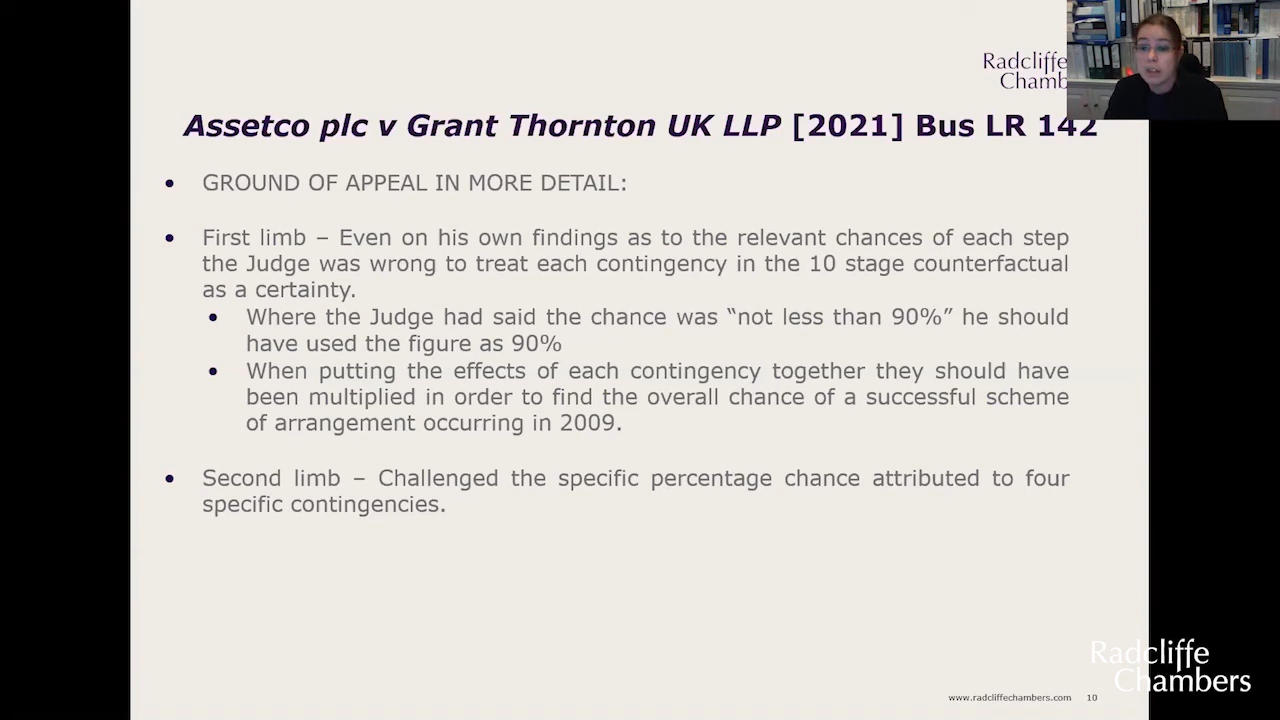 Radcliffe
Chamb
Assetco plc v Grant Thornton UK LLP [2021] Bus LR 142
• GROUND OF APPEAL IN MORE DETAIL:
• First limb – Even on his own findings as to the relevant chances of each step
the Judge was wrong to treat each contingency in the 10 stage counterfactual
as a certainty.
• Where the Judge had said the chance was “not less than 90%” he should
have used the figure as 90%
• When putting the effects of each contingency together they should have
been multiplied in order to find the overall chance of a successful scheme
of arrangement occurring in 2009.
• Second limb – Challenged the specific percentage chance attributed to four
specific contingencies.
Radcliffe
Chambers
www.radcliffechambers.com 10